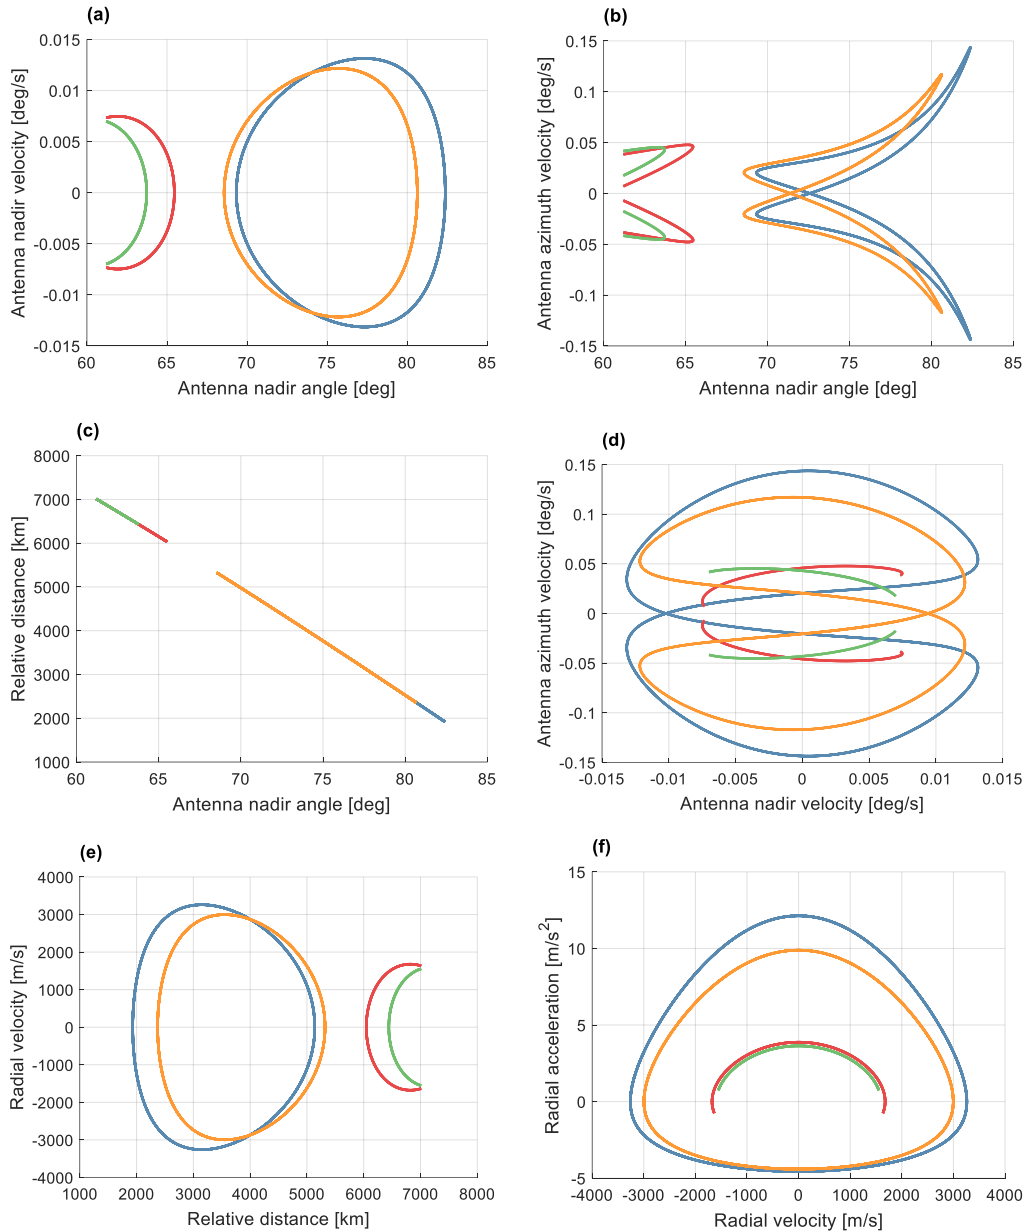 (a)
0.015
0.01
0.005
0
-0.005
-0.01
-0.015
60 65 70 75 80 85
Antenna nadir velocity [deg/s]
Antenna nadir angle [deg]
(b)
0.15
0.1
0.05
0
-0.05
-0.1
-0.15
60 65 70 75 80 85
Antenna azimuth velocity [deg/s]
Antenna nadir angle [deg]
(c)
8000
7000
6000
5000
4000
3000
2000
1000
60 65 70 75 80 85
Relative distance [km]
Antenna nadir angle [deg]
(d)
0.15
0.1
0.05
0
-0.05
-0.1
-0.15
-0.015 -0.01 -0.005 0 0.005 0.01 0.015
Antenna azimuth velocity [deg/s]
Antenna nadir velocity [deg/s]
(e)
4000
3000
2000
1000
0
-1000
-2000
-3000
-4000
1000 2000 3000 4000 5000 6000 7000 8000
Radial velocity [m/s]
Relative distance [km]
(f)
15
10
5
0
-5
-4000 -3000 -2000 -1000 0 1000 2000 3000 4000
Radial acceleration [m/s²]
Radial velocity [m/s]